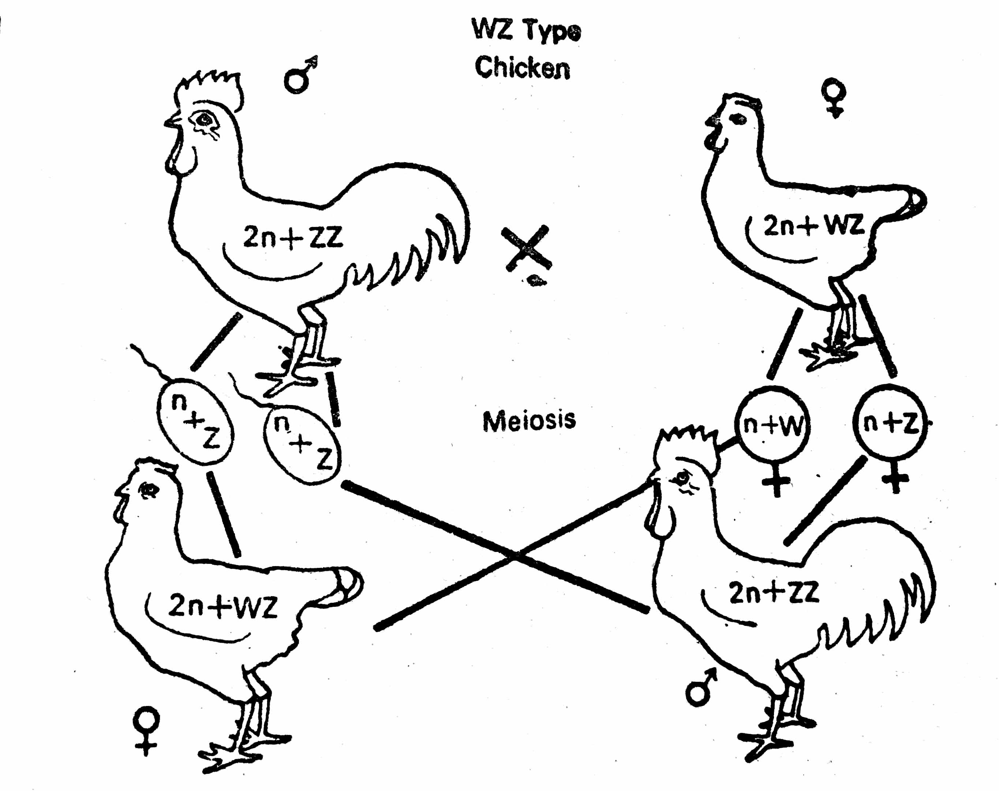 WZ Type
Chicken
♂
♀
2n+ZZ
X
2n+WZ
n
+
Z
n
+
Z
Meiosis
n+W
n+Z
2n+WZ
2n+ZZ
♂
♀